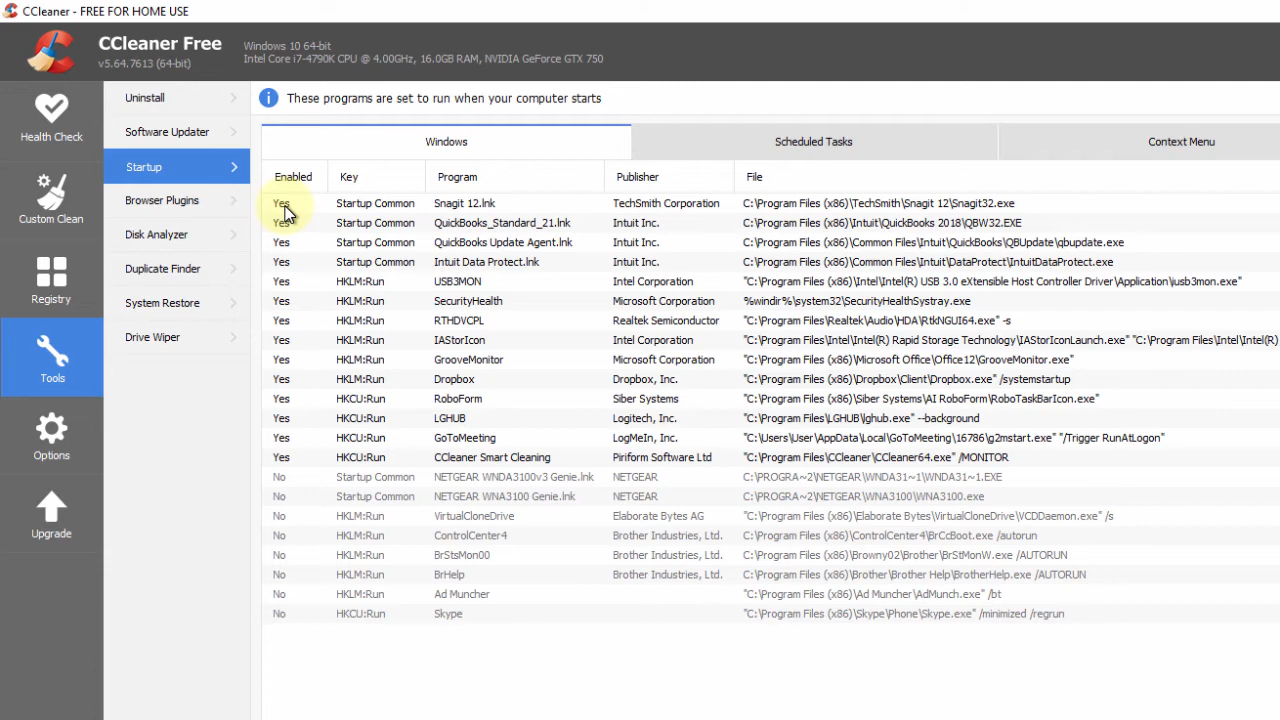 CCleaner - FREE FOR HOME USE
CCleaner Free
v5.64.7613 (64-bit)
Windows 10 64-bit
Intel Core i7-4790K CPU @ 4.00GHz, 16.0GB RAM, NVIDIA GeForce GTX 750
Health Check
Custom Clean
Registry
Tools
Options
Upgrade
Uninstall
Software Updater
Startup
Browser Plugins
Disk Analyzer
Duplicate Finder
System Restore
Drive Wiper
These programs are set to run when your computer starts
Windows Scheduled Tasks Context Menu
Enabled Key Program Publisher File
Yes Startup Common Snagit 12.lnk TechSmith Corporation C:\Program Files (x86)\TechSmith\Snagit 12\Snagit32.exe
Yes Startup Common QuickBooks_Standard_21.lnk Intuit Inc. C:\Program Files (x86)\Intuit\QuickBooks 2018\QBW32.EXE
Yes Startup Common QuickBooks Update Agent.lnk Intuit Inc. C:\Program Files (x86)\Common Files\Intuit\QuickBooks\QBUpdate\qbupdate.exe
Yes Startup Common Intuit Data Protect.lnk Intuit Inc. C:\Program Files (x86)\Common Files\Intuit\DataProtect\IntuitDataProtect.exe
Yes HKLM:Run USB3MON Intel Corporation "C:\Program Files (x86)\Intel\Intel(R) USB 3.0 eXtensible Host Controller Driver\Application\iusb3mon.exe"
Yes HKLM:Run SecurityHealth Microsoft Corporation %windir%\system32\SecurityHealthSystray.exe
Yes HKLM:Run RTHDVCPL Realtek Semiconductor "C:\Program Files\Realtek\Audio\HDA\RtkNGUI64.exe" -s
Yes HKLM:Run IAStorIcon Intel Corporation "C:\Program Files\Intel\Intel(R) Rapid Storage Technology\IAStorIconLaunch.exe" "C:\Program Files\Intel\Intel(R)
Yes HKLM:Run GrooveMonitor Microsoft Corporation "C:\Program Files (x86)\Microsoft Office\Office12\GrooveMonitor.exe"
Yes HKLM:Run Dropbox Dropbox, Inc. "C:\Program Files (x86)\Dropbox\Client\Dropbox.exe" /systemstartup
Yes HKCU:Run RoboForm Siber Systems "C:\Program Files (x86)\Siber Systems\AI RoboForm\RoboTaskBarIcon.exe"
Yes HKCU:Run LGHUB Logitech, Inc. "C:\Program Files\LGHUB\lghub.exe" --background
Yes HKCU:Run GoToMeeting LogMeIn, Inc. "C:\Users\User\AppData\Local\GoToMeeting\16786\g2mstart.exe" "/Trigger RunAtLogon"
Yes HKCU:Run CCleaner Smart Cleaning Piriform Software Ltd "C:\Program Files\CCleaner\CCleaner64.exe" /MONITOR
No Startup Common NETGEAR WNDA3100v3 Genie.lnk NETGEAR C:\PROGRA~2\NETGEAR\WNDA31~1\WNDA31~1.EXE
No Startup Common NETGEAR WNA3100 Genie.lnk NETGEAR C:\PROGRA~2\NETGEAR\WNA3100\WNA3100.exe
No HKLM:Run VirtualCloneDrive Elaborate Bytes AG "C:\Program Files (x86)\Elaborate Bytes\VirtualCloneDrive\VCDDaemon.exe" /s
No HKLM:Run ControlCenter4 Brother Industries, Ltd. C:\Program Files (x86)\ControlCenter4\BrCcBoot.exe /autorun
No HKLM:Run BrStsMon00 Brother Industries, Ltd. C:\Program Files (x86)\Browny02\Brother\BrStMonW.exe /AUTORUN
No HKLM:Run BrHelp Brother Industries, Ltd. C:\Program Files (x86)\Brother\Brother Help\BrotherHelp.exe /AUTORUN
No HKLM:Run Ad Muncher "C:\Program Files (x86)\Ad Muncher\AdMunch.exe" /bt
No HKCU:Run Skype "C:\Program Files (x86)\Skype\Phone\Skype.exe" /minimized /regrun